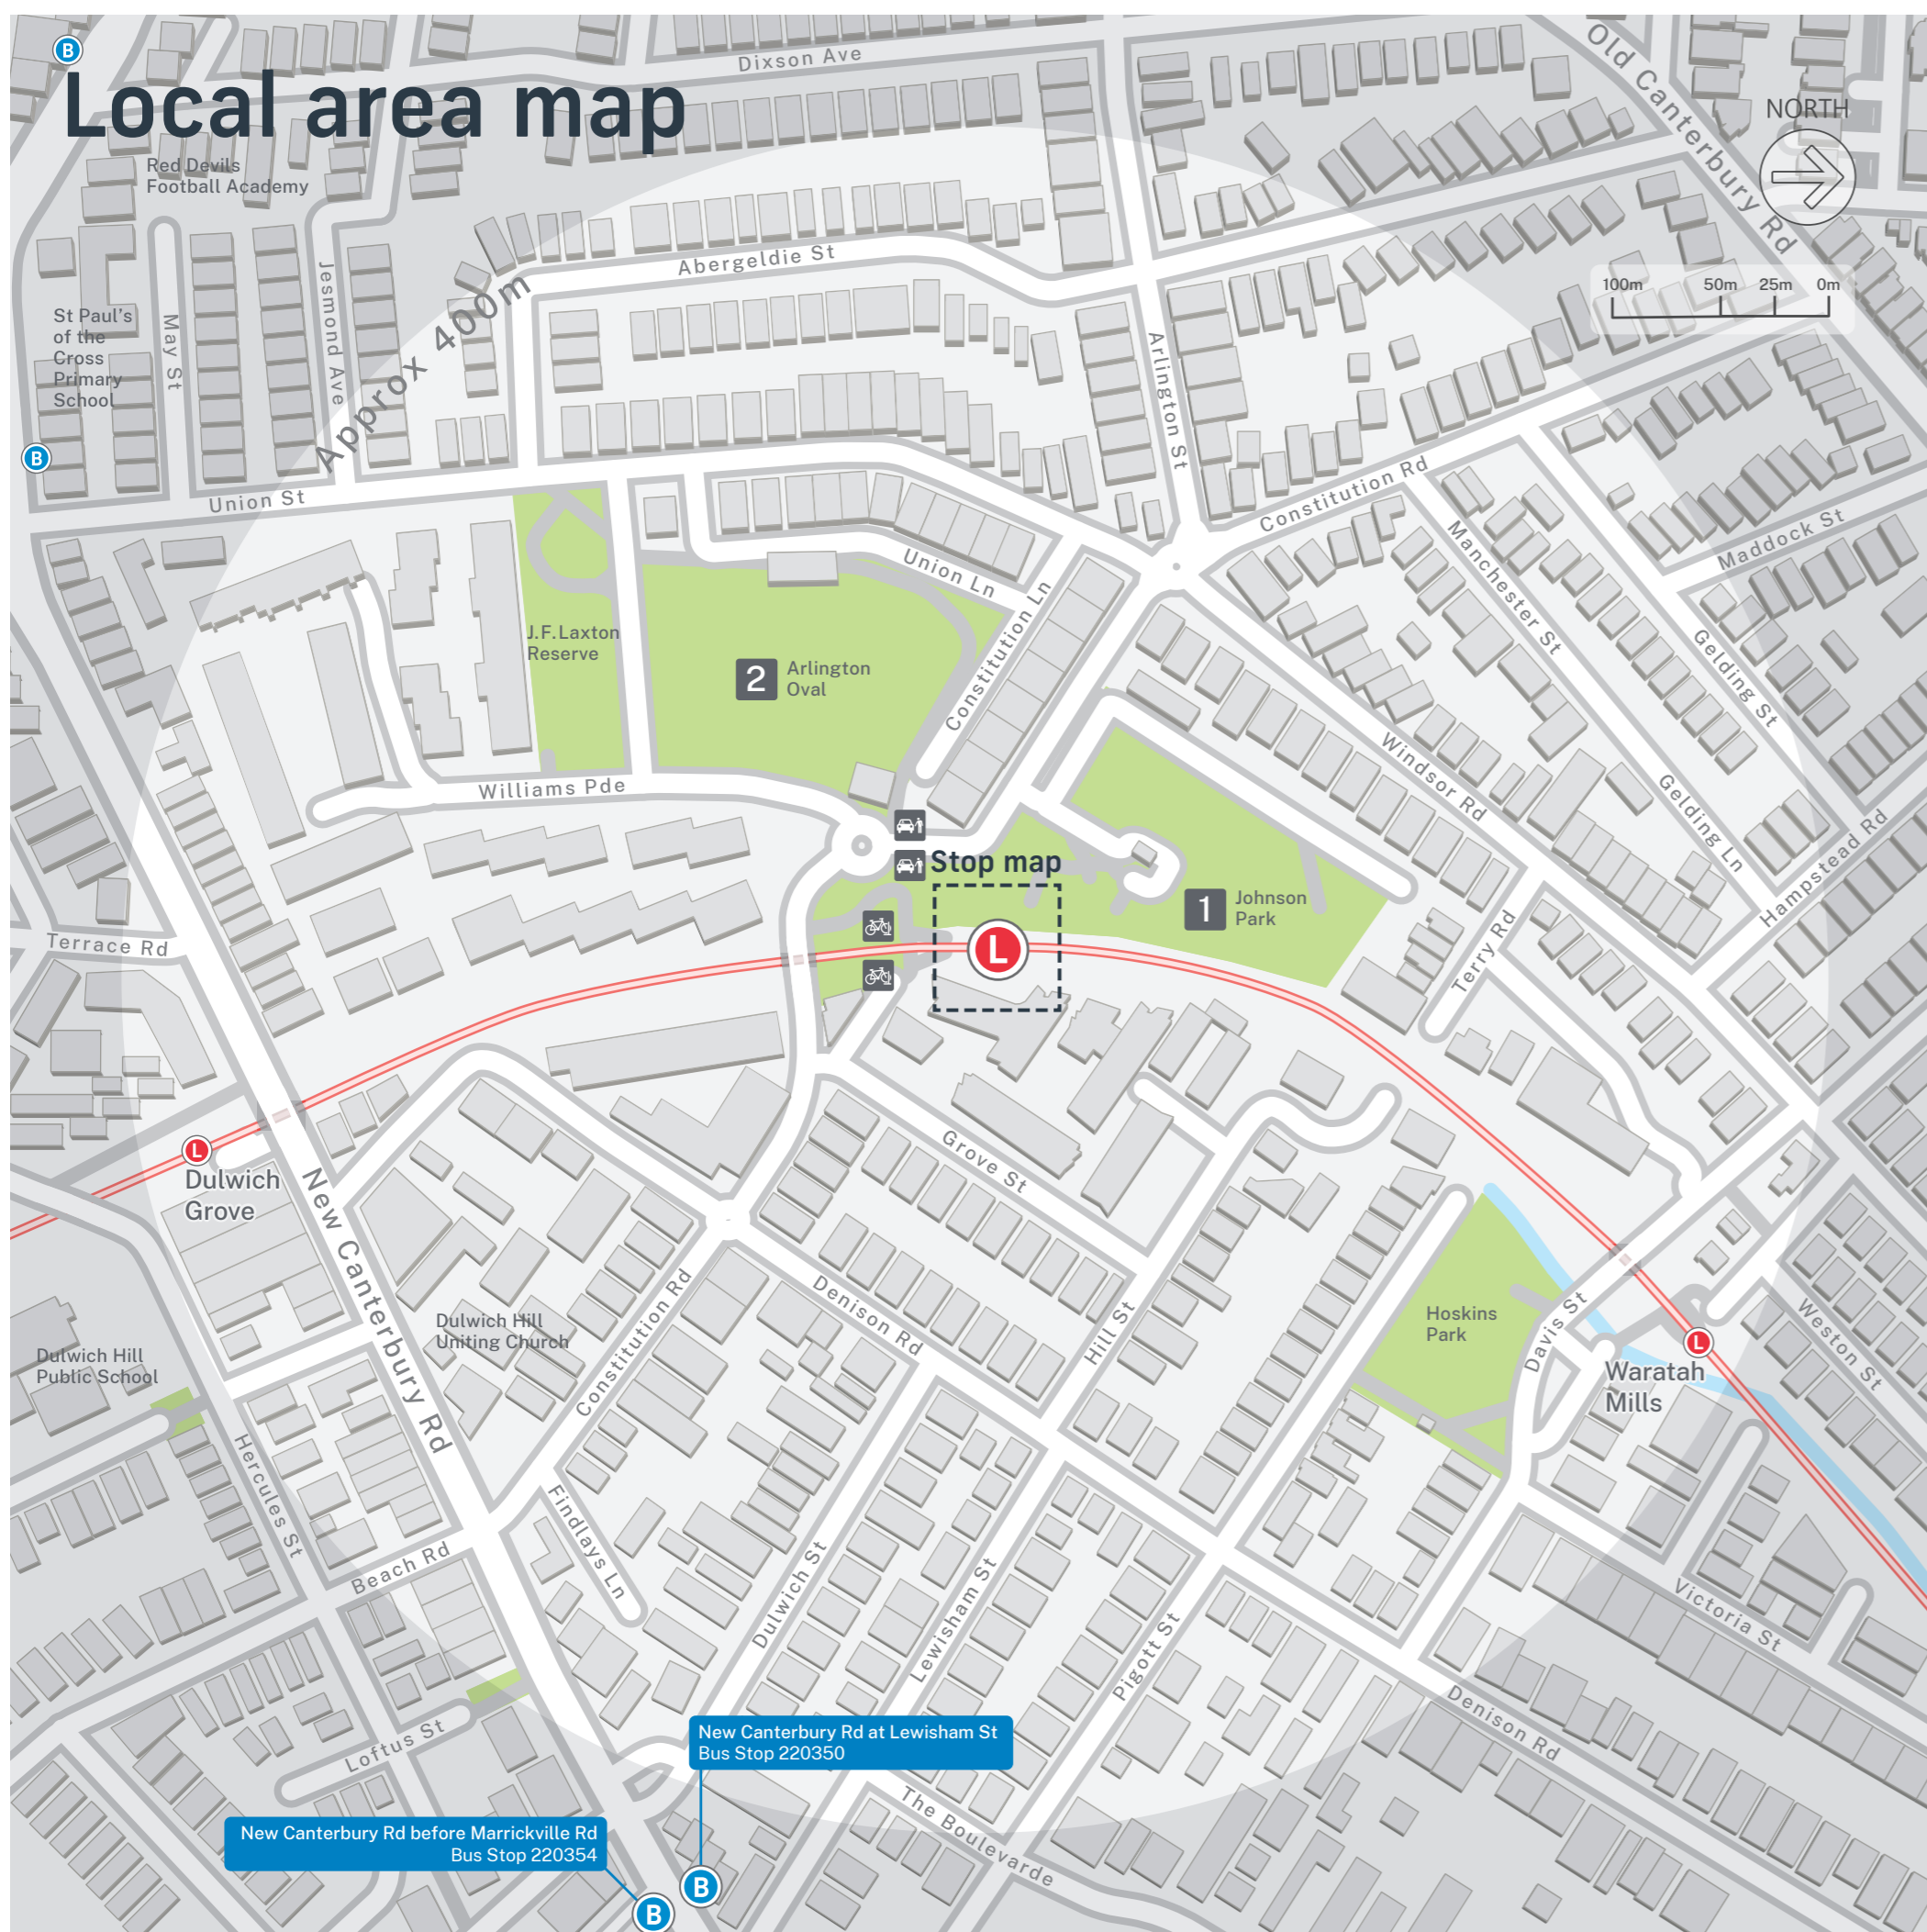 B
Local area map
Dixson Ave
Old Canterbury Rd
NORTH
Red Devils
Football Academy
Abergeldie St
Approx 400m
100m 50m 25m 0m
St Paul's
of the
Cross
Primary
School
May St
Jesmond Ave
Arlington St
B
Union St
Constitution Rd
Manchester St
Maddock St
Union Ln
Constitution Ln
J.F.Laxton
Reserve
2
Arlington
Oval
Gelding St
Windsor Rd
Williams Pde
Gelding Ln
Hampstead Rd
Stop map
1
Johnson
Park
Terrace Rd
L
Terry Rd
L
Dulwich
Grove
New Canterbury Rd
Grove St
Denison Rd
Hill St
Constitution Rd
Dulwich Hill
Uniting Church
Hoskins
Park
Davis St
L
Waratah
Mills
Weston St
Dulwich Hill
Public School
Hercules St
Beach Rd
Findlays Ln
Dulwich St
Lewisham St
Pigott St
Victoria St
Denison Rd
Loftus St
New Canterbury Rd at Lewisham St
Bus Stop 220350
The Boulevarde
New Canterbury Rd before Marrickville Rd
Bus Stop 220354
B
B